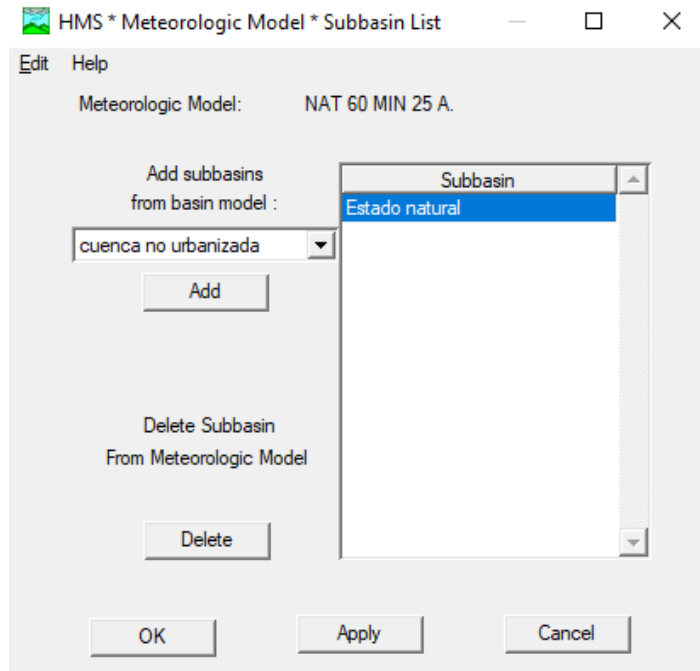 HMS * Meteorologic Model * Subbasin List
Edit Help
Meteorologic Model: NAT 60 MIN 25 A.
Add subbasins
from basin model :
cuenca no urbanizada
Add
Subbasin
Estado natural
Delete Subbasin
From Meteorologic Model
Delete
OK Apply Cancel